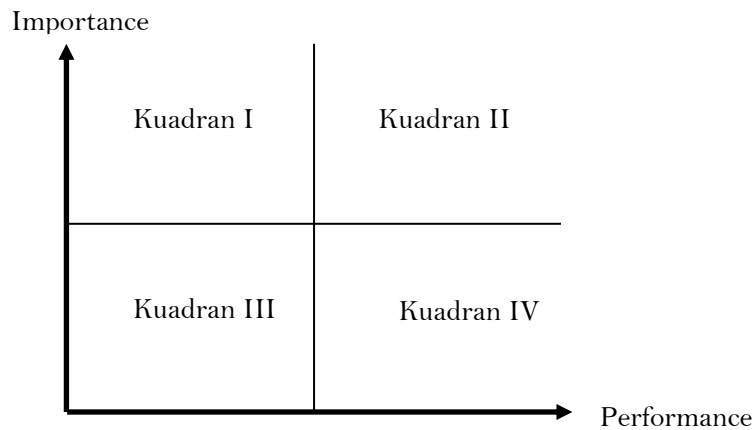 Importance
Kuadran I
Kuadran II
Kuadran III
Kuadran IV
Performance